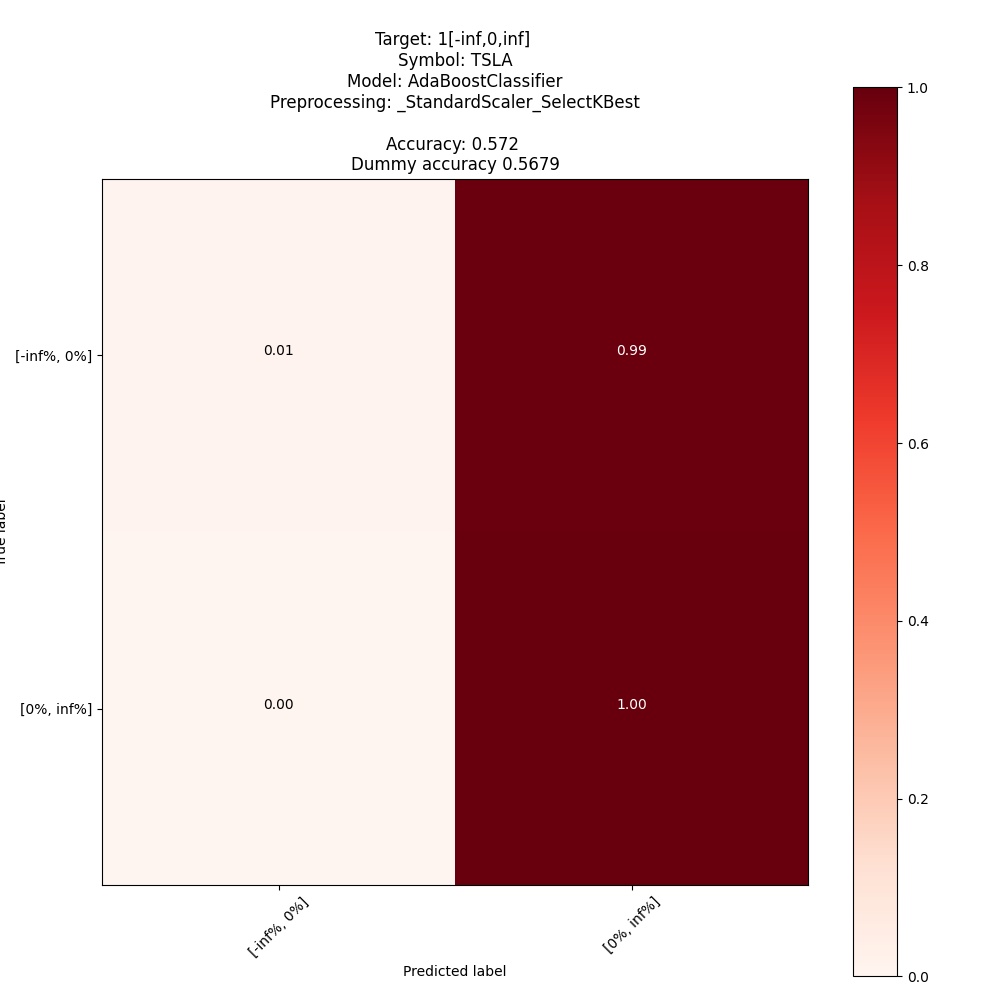 Target: 1[-inf,0,inf]
Symbol: TSLA
Model: AdaBoostClassifier
Preprocessing: _StandardScaler_SelectKBest
Accuracy: 0.572
Dummy accuracy 0.5679
1.0
0.8
0.6
0.4
0.2
0.0
[-inf%, 0%]
0.01
0.99
True label
[0%, inf%]
0.00
1.00
[-inf%, 0%]
[0%, inf%]
Predicted label